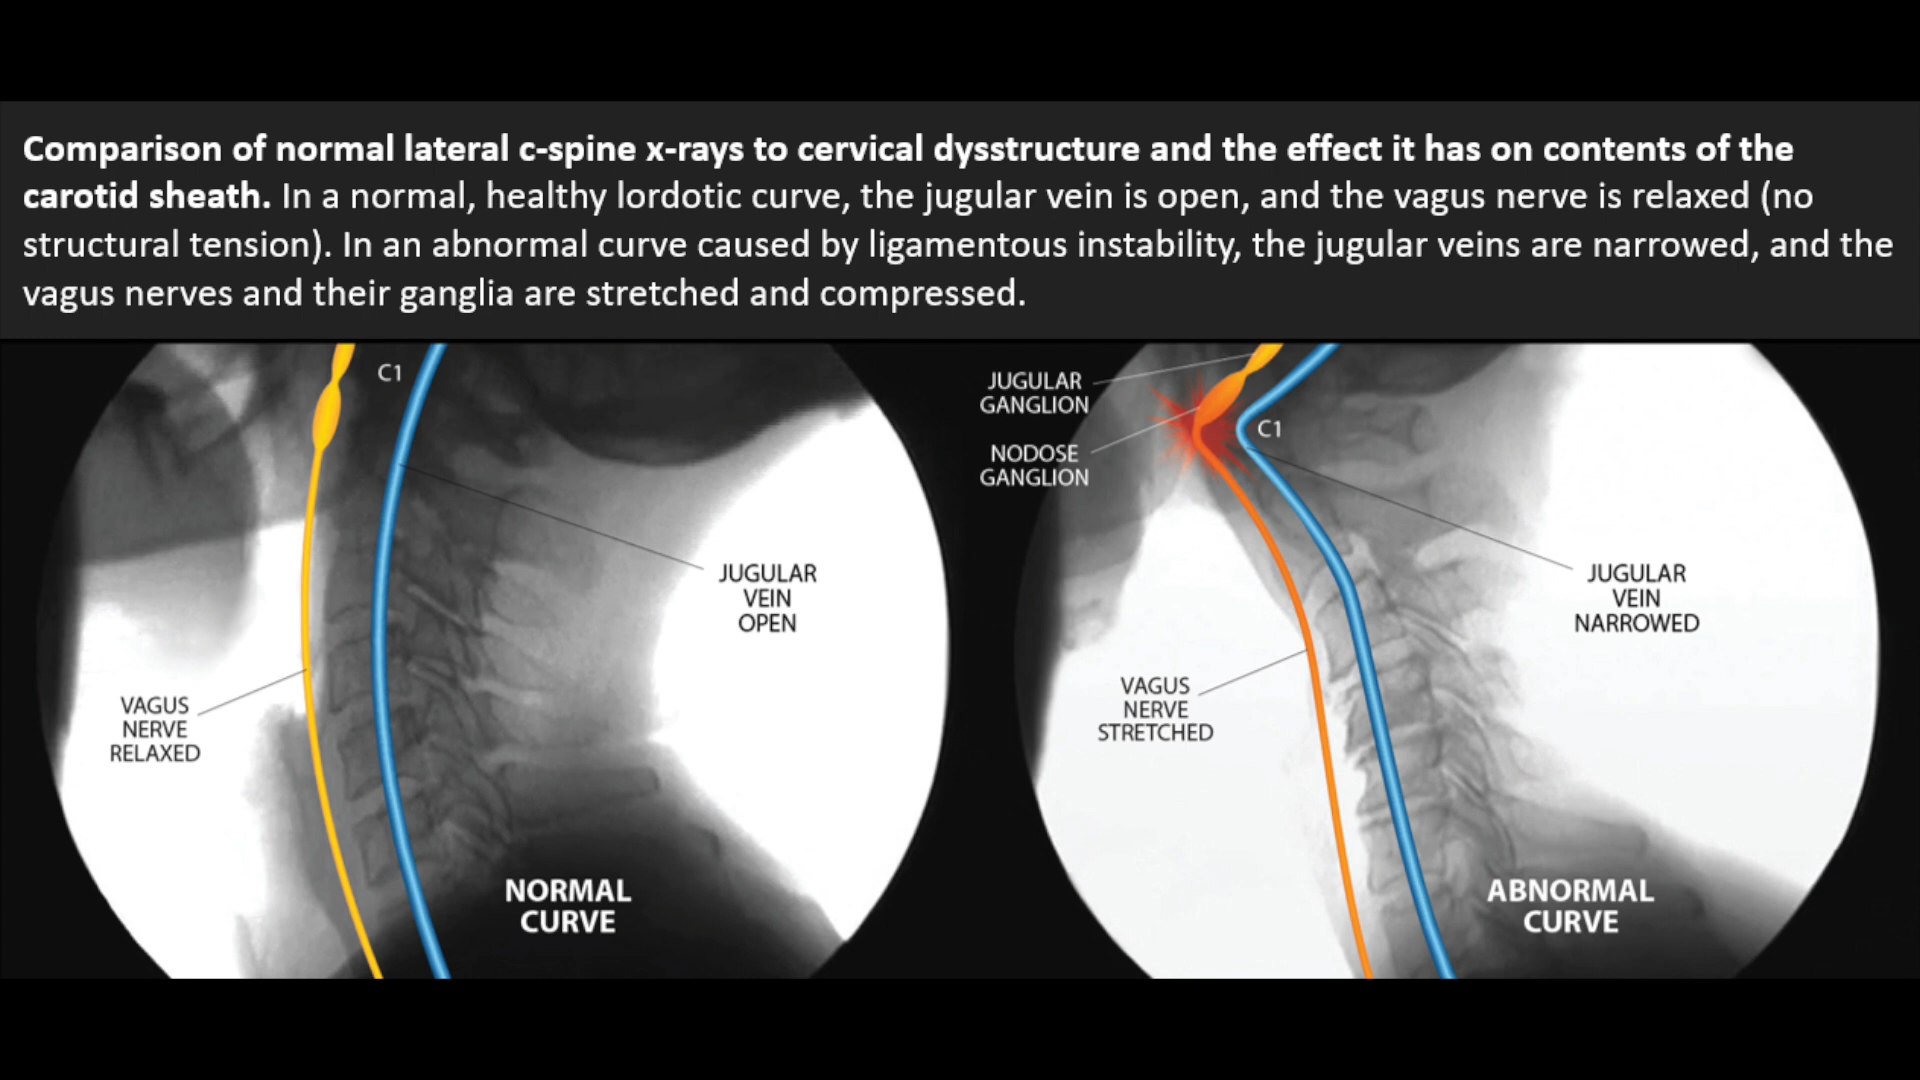 Comparison of normal lateral c-spine x-rays to cervical dysstructure and the effect it has on contents of the
carotid sheath. In a normal, healthy lordotic curve, the jugular vein is open, and the vagus nerve is relaxed (no
structural tension). In an abnormal curve caused by ligamentous instability, the jugular veins are narrowed, and the
vagus nerves and their ganglia are stretched and compressed.
C1
JUGULAR
VEIN
OPEN
VAGUS
NERVE
RELAXED
NORMAL
CURVE
JUGULAR
GANGLION
NODOSE
GANGLION
C1
JUGULAR
VEIN
NARROWED
VAGUS
NERVE
STRETCHED
ABNORMAL
CURVE